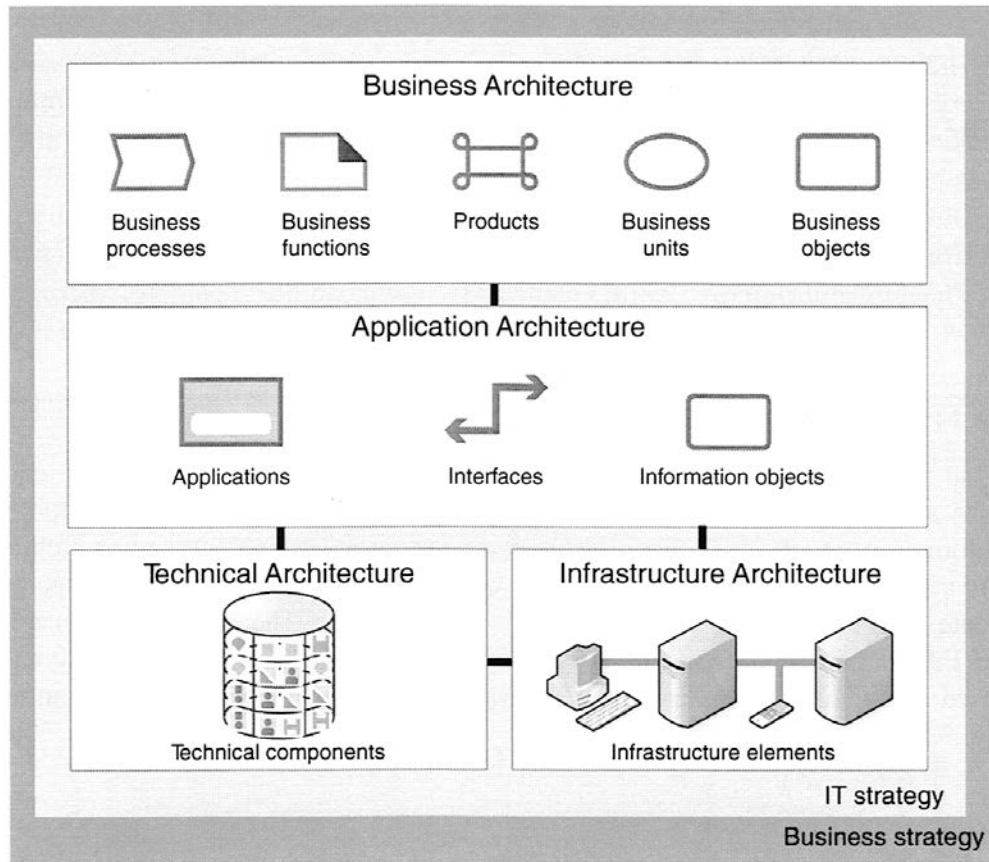 Business Architecture
Business
processes
Business
functions
Products
Business
units
Business
objects
Application Architecture
Applications
Interfaces
Information objects
Technical Architecture
Infrastructure Architecture
Technical components
Infrastructure elements
IT strategy
Business strategy